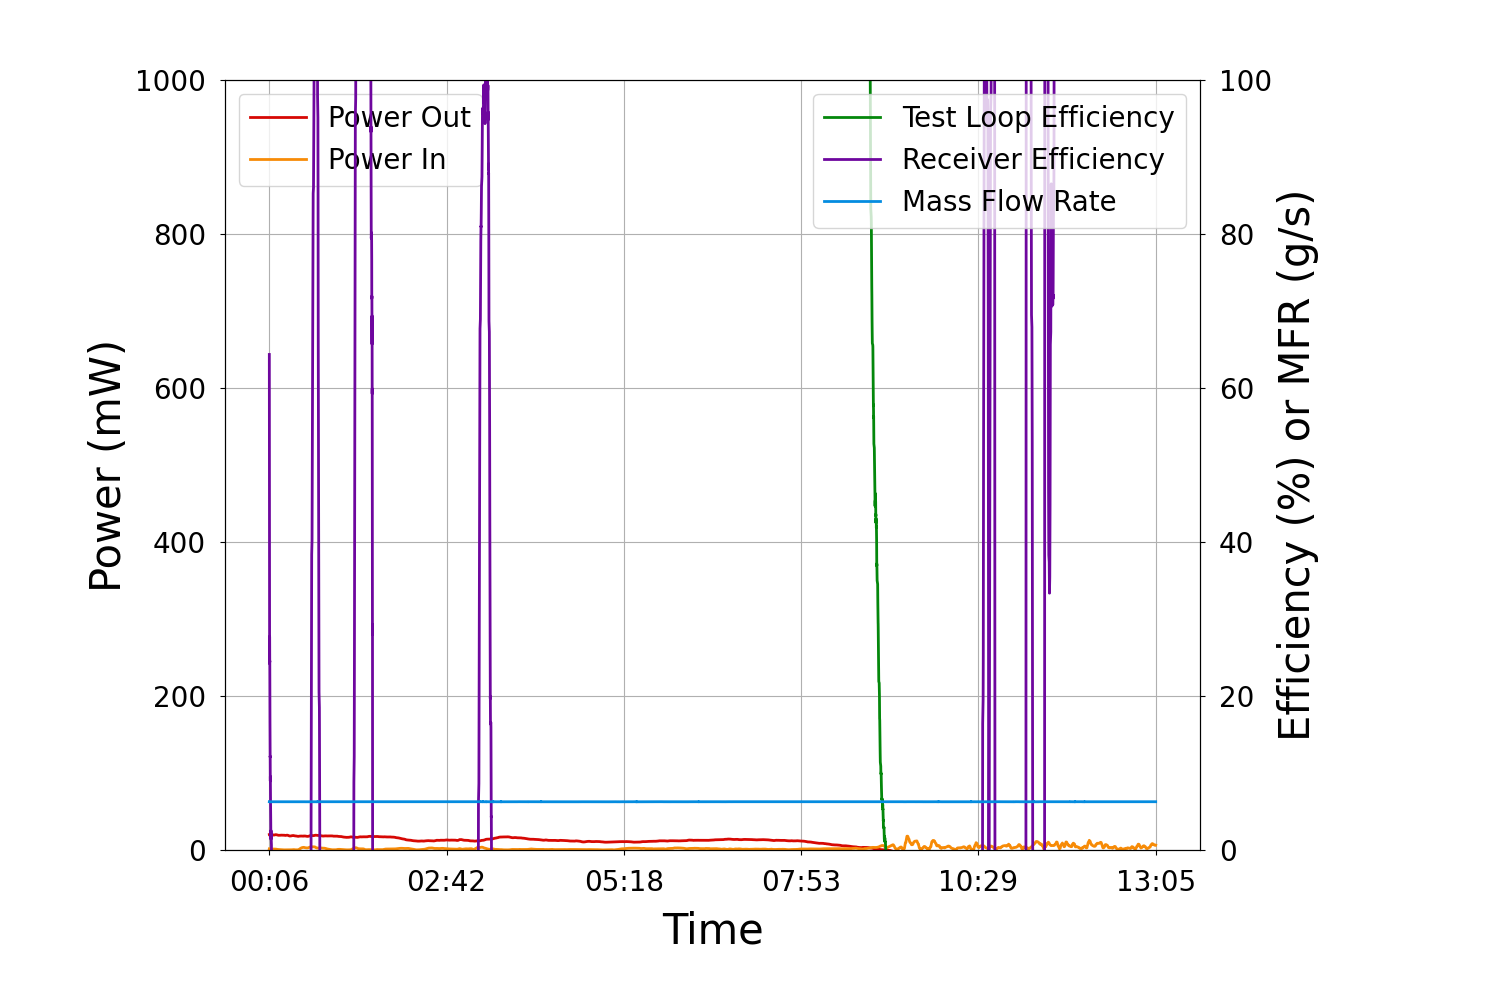 1000
800
600
400
200
0
Power (mW)
Power Out
Power In
Test Loop Efficiency
Receiver Efficiency
Mass Flow Rate
100
80
60
40
20
0
Efficiency (%) or MFR (g/s)
00:06 02:42 05:18 07:53 10:29 13:05
Time